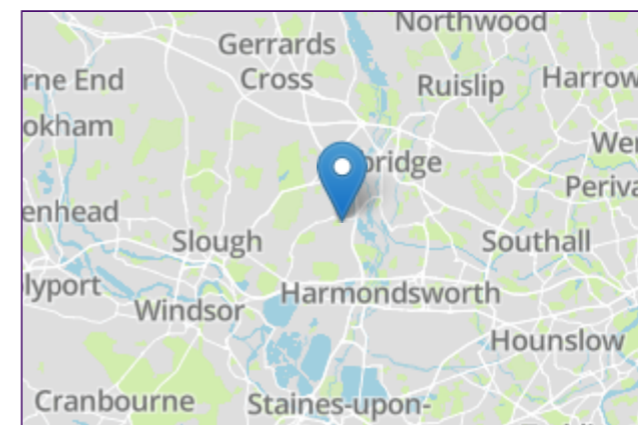 Northwood
Gerrards
Cross
rne End
Ruislip
Harrow
okham
bridge
Periva
enhead
Slough
Southall
lyport
Harmondsworth
Windsor
Hounslow
Cranbourne
Staines-upon-